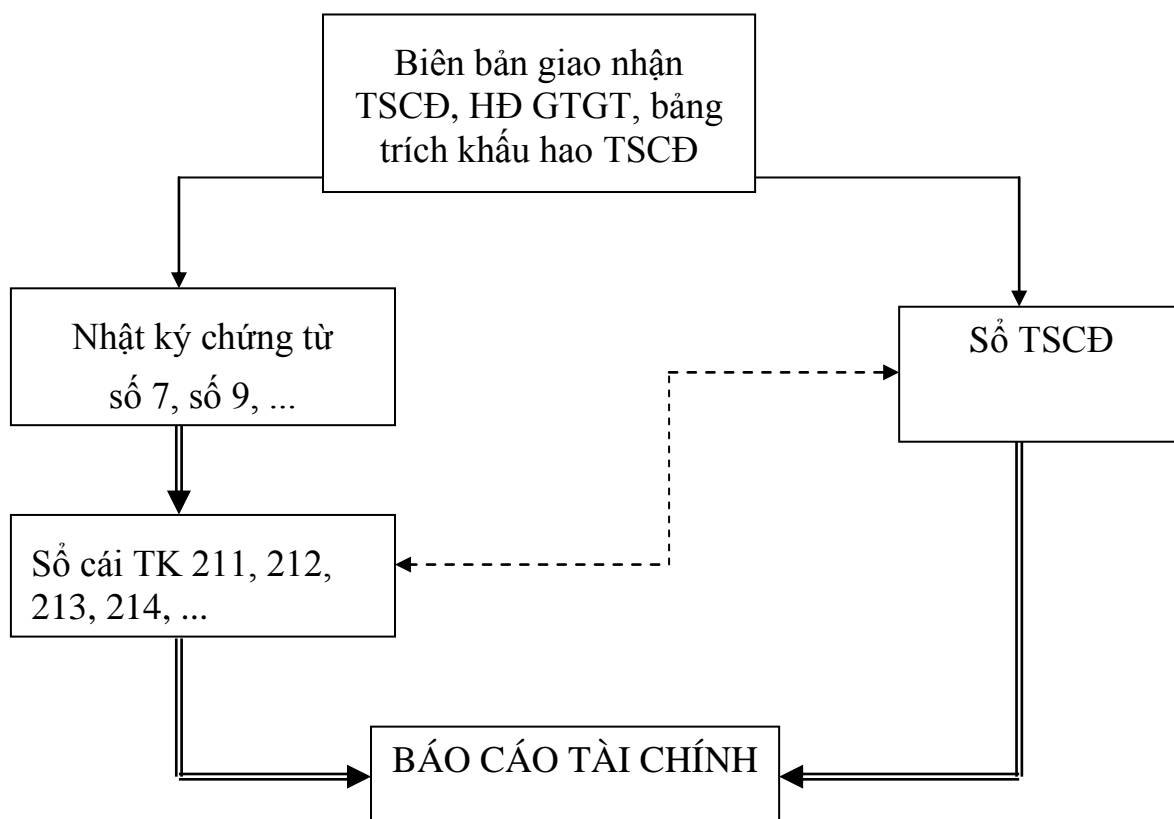 Biên bản giao nhận
TSCĐ, HĐ GTGT, bảng
trích khấu hao TSCĐ
Nhật ký chứng từ
số 7, số 9, ...
Sổ TSCĐ
Sổ cái TK 211, 212,
213, 214, ...
BÁO CÁO TÀI CHÍNH